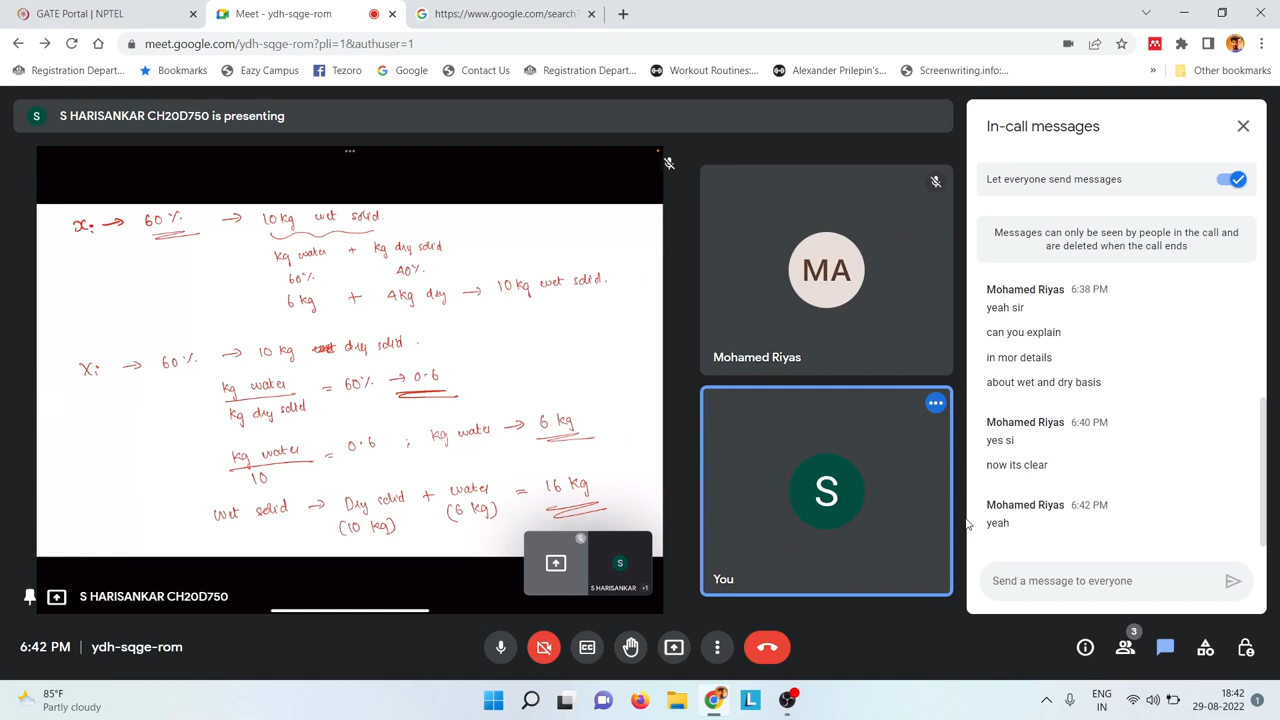 GATE Portal | NPTEL
Meet - ydh-sqge-rom
https://www.google.com/search?
meet.google.com/ydh-sqge-rom?pli=1&authuser=1
Registration Depart...
Bookmarks
Eazy Campus
Tezoro
Google
Contact Us
Registration Depart...
Workout Routines:...
Alexander Prilepin's...
Screenwriting.info:...
»
Other bookmarks
S
S HARISANKAR CH20D750 is presenting
xi → 60 % → 10 kg wet solid.
kg water + kg dry solid
60%. 40%.
6 kg + 4 kg dry → 10 kg wet solid.
Xi → 60 % → 10 kg dry solid.
kg water / kg dry solid = 60% → 0.6
kg water / 10 = 0.6 ; kg water → 6 kg
Wet solid → Dry solid + water = 16 kg
(10 kg) (6 kg)
S
S HARISANKAR +1
S HARISANKAR CH20D750
MA
Mohamed Riyas
S
You
In-call messages
Let everyone send messages
Messages can only be seen by people in the call and
are deleted when the call ends
Mohamed Riyas 6:38 PM
yeah sir
can you explain
in mor details
about wet and dry basis
Mohamed Riyas 6:40 PM
yes si
now its clear
Mohamed Riyas 6:42 PM
yeah
Send a message to everyone
6:42 PM ydh-sqge-rom
CC
3
85°F
Partly cloudy
L
ENG
IN
18:42
29-08-2022
1